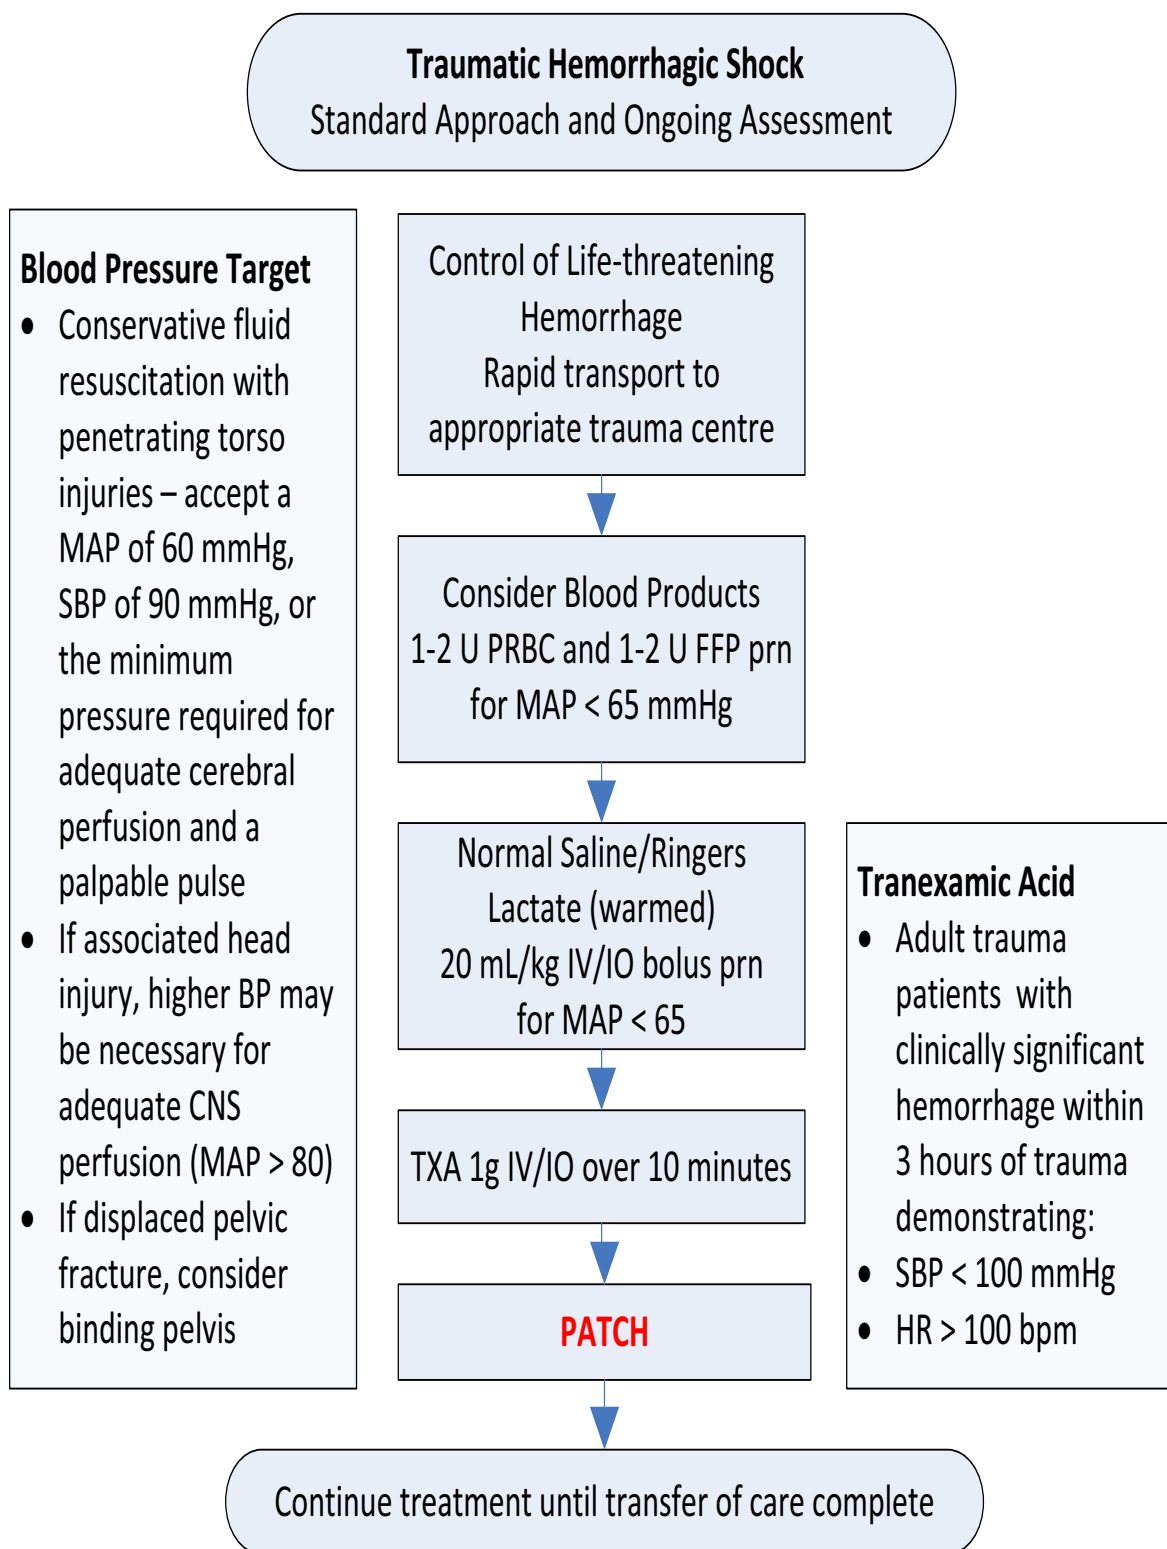 Traumatic Hemorrhagic Shock
Standard Approach and Ongoing Assessment
Blood Pressure Target
• Conservative fluid
resuscitation with
penetrating torso
injuries – accept a
MAP of 60 mmHg,
SBP of 90 mmHg, or
the minimum
pressure required for
adequate cerebral
perfusion and a
palpable pulse
• If associated head
injury, higher BP may
be necessary for
adequate CNS
perfusion (MAP > 80)
• If displaced pelvic
fracture, consider
binding pelvis
Control of Life-threatening
Hemorrhage
Rapid transport to
appropriate trauma centre
Consider Blood Products
1-2 U PRBC and 1-2 U FFP prn
for MAP < 65 mmHg
Normal Saline/Ringers
Lactate (warmed)
20 mL/kg IV/IO bolus prn
for MAP < 65
TXA 1g IV/IO over 10 minutes
PATCH
Tranexamic Acid
• Adult trauma
patients with
clinically significant
hemorrhage within
3 hours of trauma
demonstrating:
• SBP < 100 mmHg
• HR > 100 bpm
Continue treatment until transfer of care complete